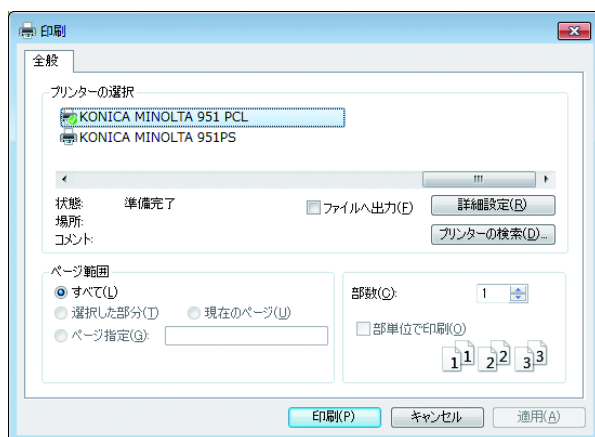 印刷
全般
プリンターの選択
KONICA MINOLTA 951 PCL
KONICA MINOLTA 951PS
状態: 準備完了
場所:
コメント:
ファイルへ出力(F)
詳細設定(R)
プリンターの検索(D)...
ページ範囲
すべて(L)
選択した部分(T) 現在のページ(U)
ページ指定(G):
部数(C): 1
部単位で印刷(O)
1 1 2 2 3 3
印刷(P) キャンセル 適用(A)